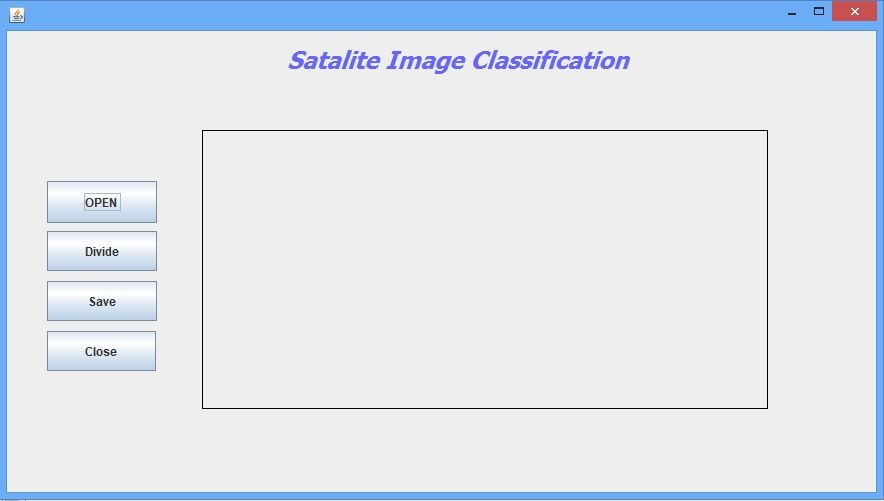 Satalite Image Classification
OPEN
Divide
Save
Close